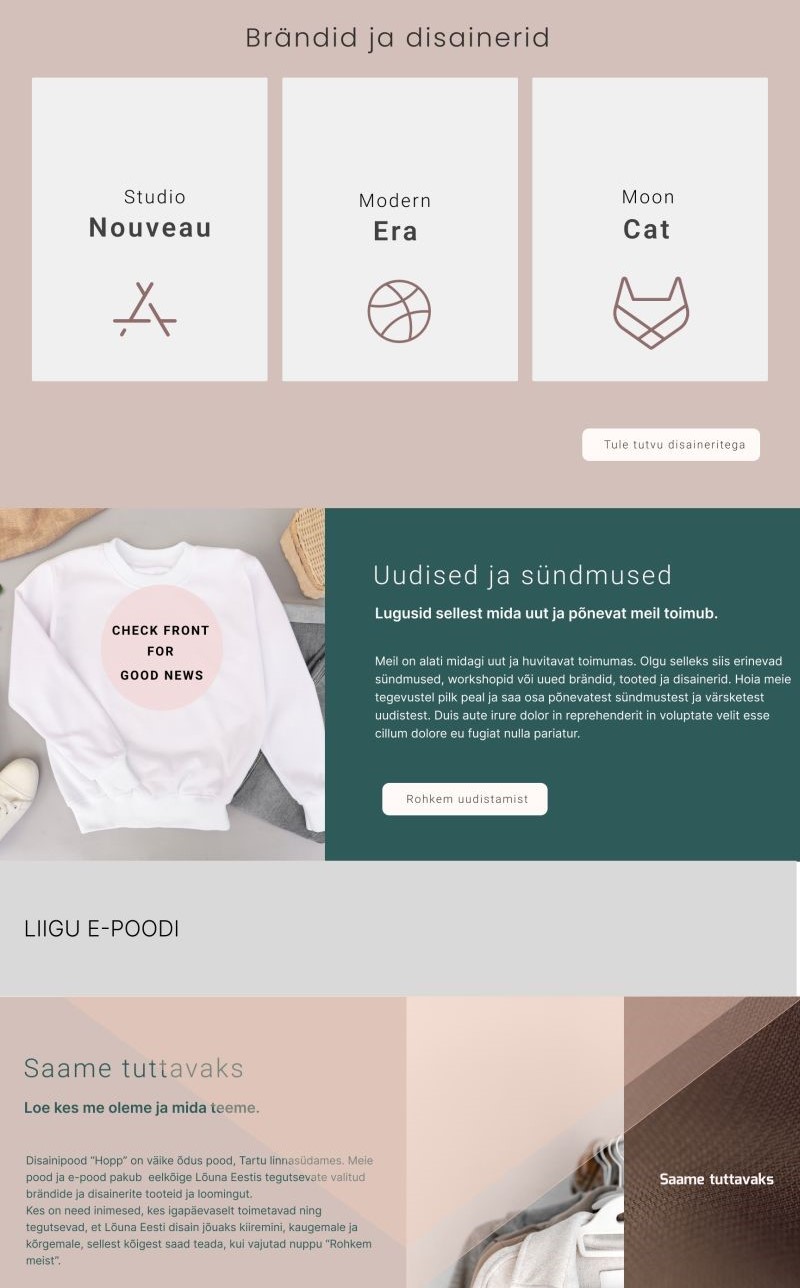 Brändid ja disainerid
Studio
Nouveau
Modern
Era
Moon
Cat
Tule tutvu disaineritega
CHECK FRONT
FOR
GOOD NEWS
Uudised ja sündmused
Lugusid sellest mida uut ja põnevat meil toimub.
Meil on alati midagi uut ja huvitavat toimumas. Olgu selleks siis erinevad
sündmused, workshopid või uued brändid, tooted ja disainerid. Hoia meie
tegevustel pilk peal ja saa osa põnevatest sündmustest ja värsketest
uudistest. Duis aute irure dolor in reprehenderit in voluptate velit esse
cillum dolore eu fugiat nulla pariatur.
Rohkem uudistamist
LIIGU E-POODI
Saame tuttavaks
Loe kes me oleme ja mida teeme.
Disainipood “Hopp” on väike õdus pood, Tartu linnasüdames. Meie
pood ja e-pood pakub eelkõige Lõuna Eestis tegutsevate valitud
brändide ja disainerite tooteid ja loomingut.
Kes on need inimesed, kes igapäevaselt toimetavad ning
tegutsevad, et Lõuna Eesti disain jõuaks kiiremini, kaugemale ja
kõrgemale, sellest kõigest saad teada, kui vajutad nuppu “Rohkem
meist”.
Saame tuttavaks